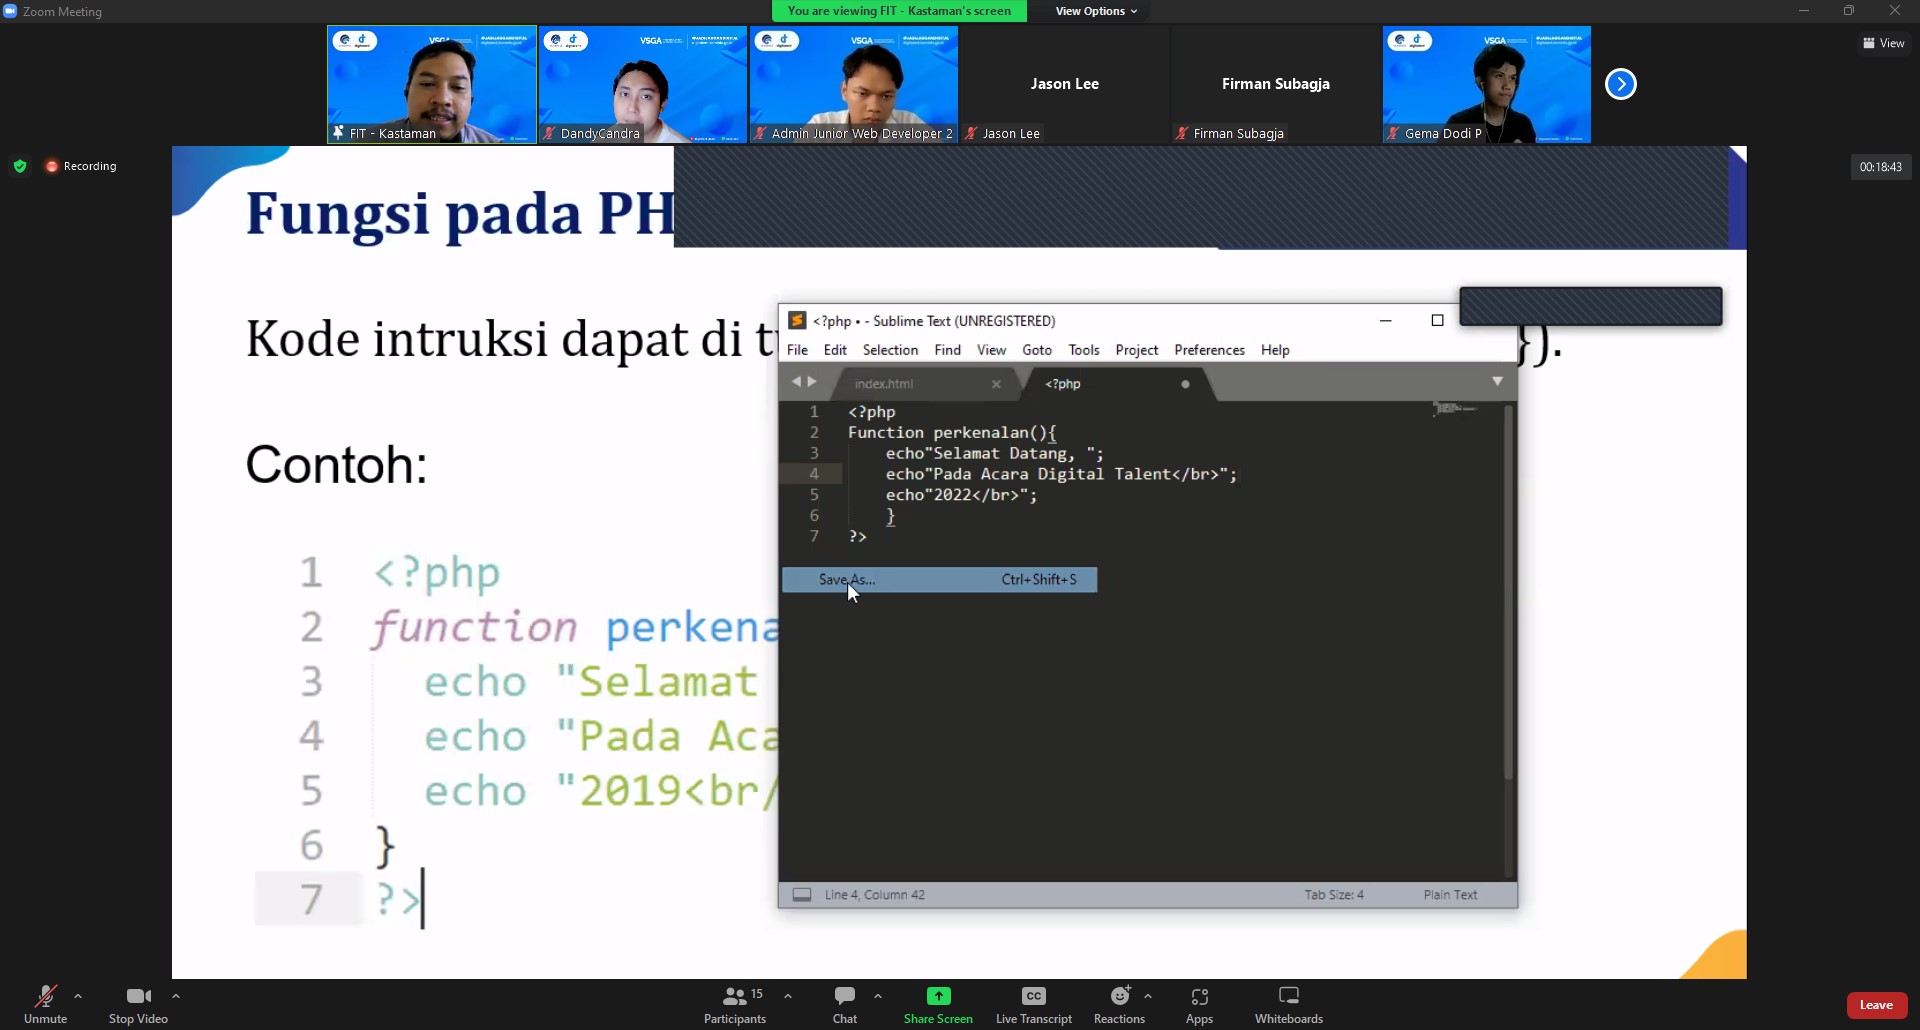 Zoom Meeting
You are viewing FIT - Kastaman's screen
View Options
View
VSGA
FIT - Kastaman
VSGA
DandyCandra
VSGA
Admin Junior Web Developer 2
Jason Lee
Jason Lee
Firman Subagja
Firman Subagja
VSGA
Gema Dodi P
Recording
00:18:43
Fungsi pada PH
Kode intruksi dapat di t
}).
Contoh:
1 <?php
2 function perkena
3 echo "Selamat
4 echo "Pada Aca
5 echo "2019<br/
6 }
7 ?>
<?php • - Sublime Text (UNREGISTERED)
File Edit Selection Find View Goto Tools Project Preferences Help
index.html
<?php
1 <?php
2 Function perkenalan(){
3 echo"Selamat Datang, ";
4 echo"Pada Acara Digital Talent</br>";
5 echo"2022</br>";
6 }
7 ?>
Save As... Ctrl+Shift+S
Line 4, Column 42
Tab Size: 4
Plain Text
Unmute
Stop Video
15
Participants
Chat
Share Screen
CC
Live Transcript
Reactions
Apps
Whiteboards
Leave